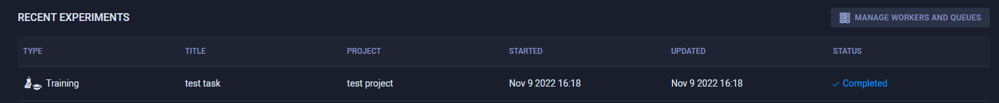 RECENT EXPERIMENTS MANAGE WORKERS AND QUEUES
TYPE TITLE PROJECT STARTED UPDATED STATUS
Training test task test project Nov 9 2022 16:18 Nov 9 2022 16:18 Completed